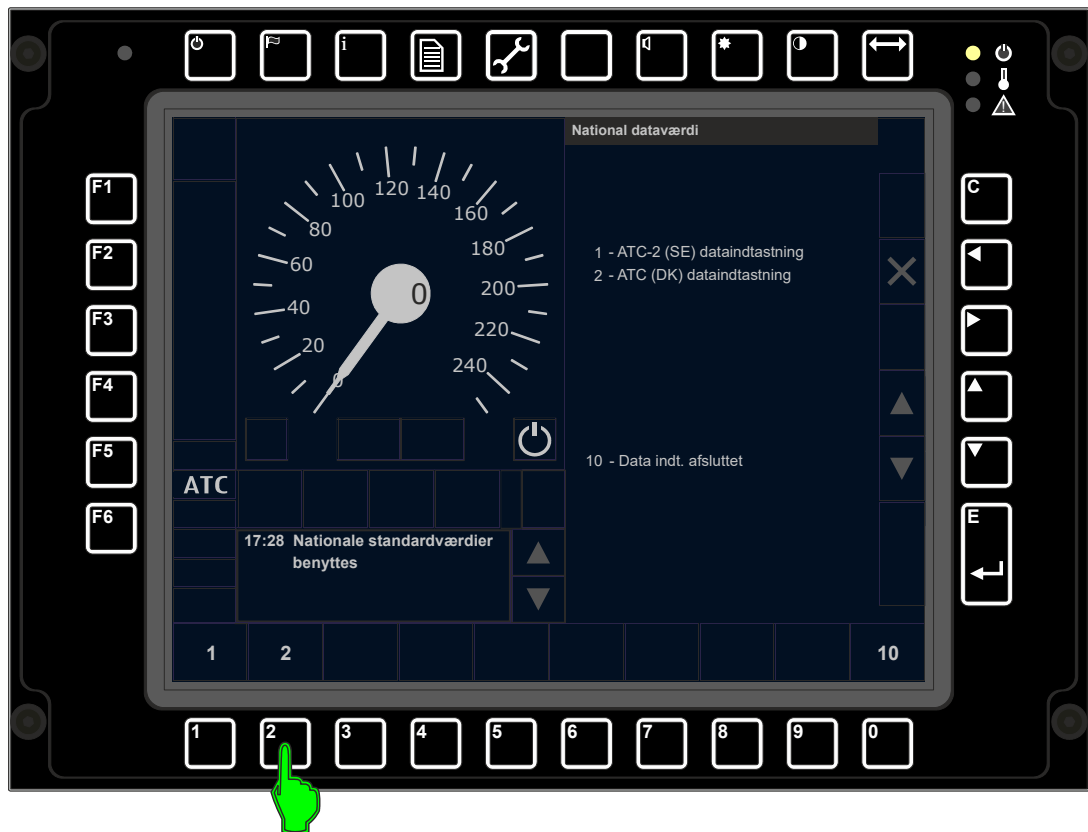 i
National dataværdi
F1
F2
F3
F4
F5
F6
0
20
40
60
80
100
120
140
160
180
200
220
240
0
1 - ATC-2 (SE) dataindtastning
2 - ATC (DK) dataindtastning
10 - Data indt. afsluttet
ATC
17:28 Nationale standardværdier
benyttes
C
E
1 2 10
1 2 3 4 5 6 7 8 9 0